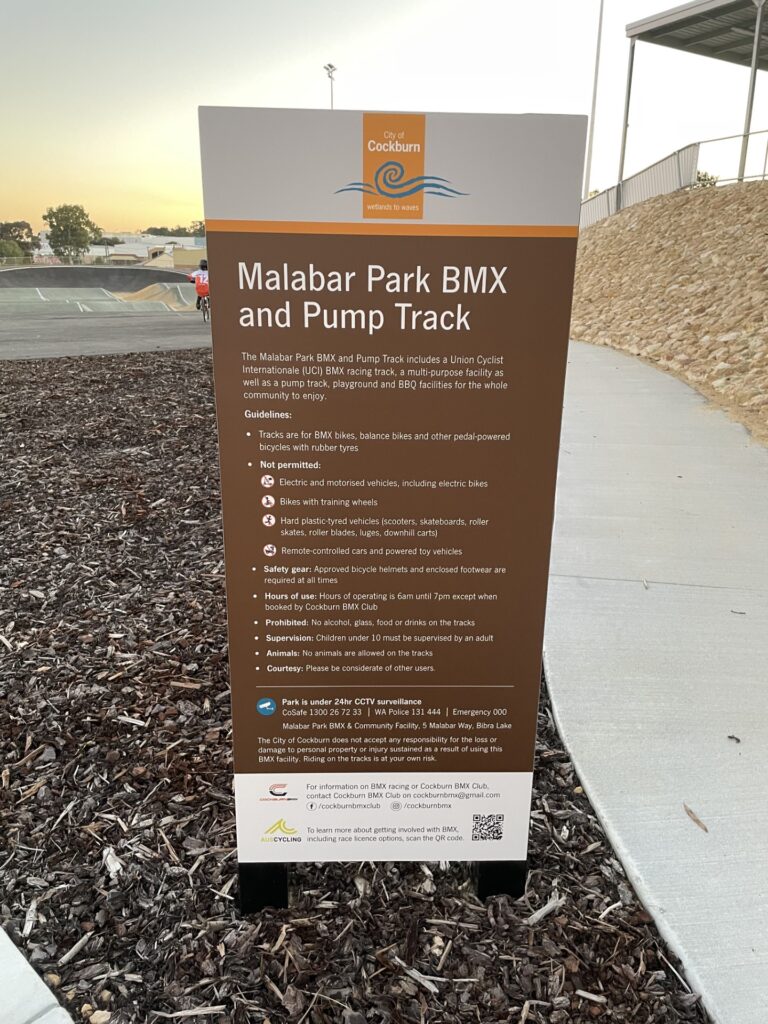 City of
Cockburn
wetlands to waves
Malabar Park BMX
and Pump Track
The Malabar Park BMX and Pump Track includes a Union Cyclist
Internationale (UCI) BMX racing track, a multi-purpose facility as
well as a pump track, playground and BBQ facilities for the whole
community to enjoy.
Guidelines:
• Tracks are for BMX bikes, balance bikes and other pedal-powered
bicycles with rubber tyres
• Not permitted:
Electric and motorised vehicles, including electric bikes
Bikes with training wheels
Hard plastic-tyred vehicles (scooters, skateboards, roller
skates, roller blades, luges, downhill carts)
Remote-controlled cars and powered toy vehicles
• Safety gear: Approved bicycle helmets and enclosed footwear are
required at all times
• Hours of use: Hours of operating is 6am until 7pm except when
booked by Cockburn BMX Club
• Prohibited: No alcohol, glass, food or drinks on the tracks
• Supervision: Children under 10 must be supervised by an adult
• Animals: No animals are allowed on the tracks
• Courtesy: Please be considerate of other users.
Park is under 24hr CCTV surveillance
CoSafe 1300 26 72 33 | WA Police 131 444 | Emergency 000
Malabar Park BMX & Community Facility, 5 Malabar Way, Bibra Lake
The City of Cockburn does not accept any responsibility for the loss or
damage to personal property or injury sustained as a result of using this
BMX facility. Riding on the tracks is at your own risk.
COCKBURN BMX
For information on BMX racing or Cockburn BMX Club,
contact Cockburn BMX Club on cockburnbmx@gmail.com
/cockburnbmxclub /cockburnbmx
AUSCYCLING
To learn more about getting involved with BMX,
including race licence options, scan the QR code.